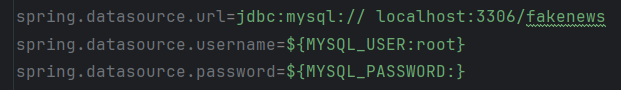 spring.datasource.url=jdbc:mysql:// localhost:3306/fakenews
spring.datasource.username=${MYSQL_USER:root}
spring.datasource.password=${MYSQL_PASSWORD:}